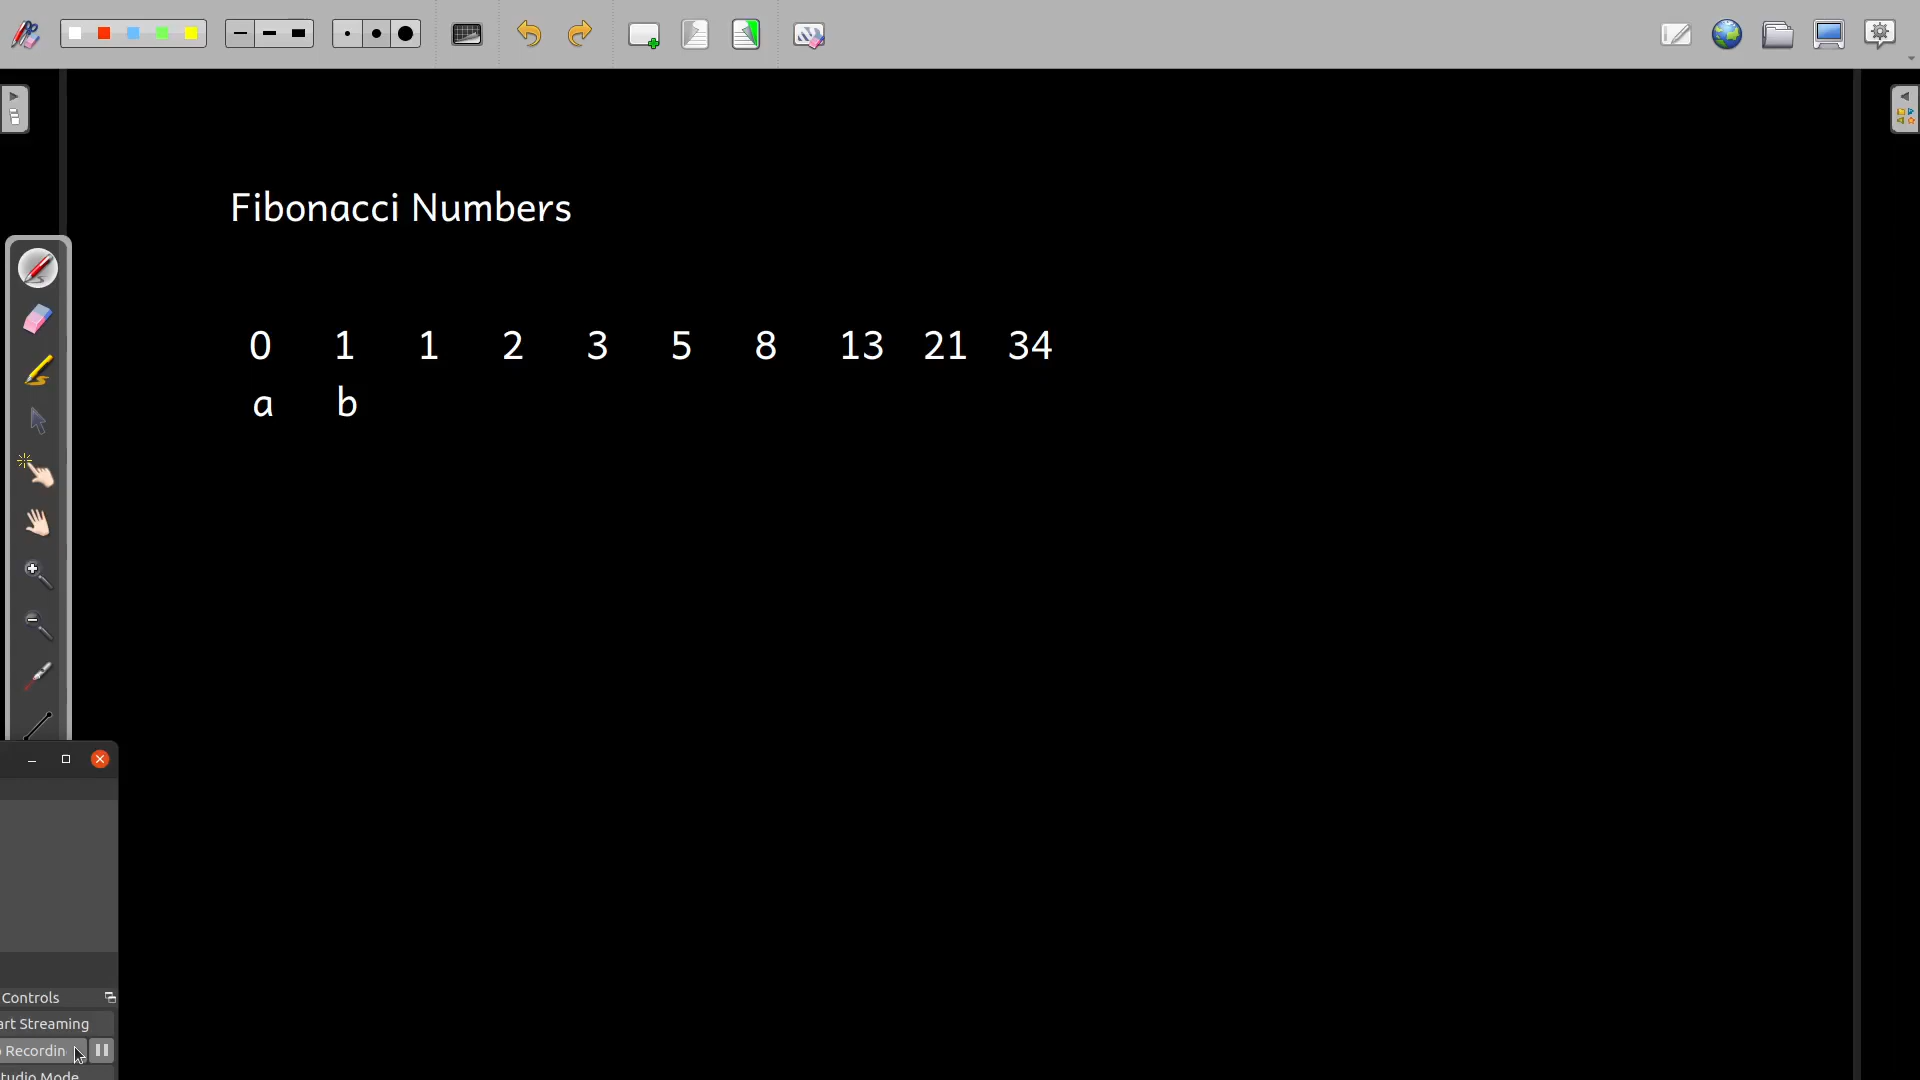 Fibonacci Numbers
0 1 1 2 3 5 8 13 21 34
a b
Controls
art Streaming
Recordin
tudio Mode